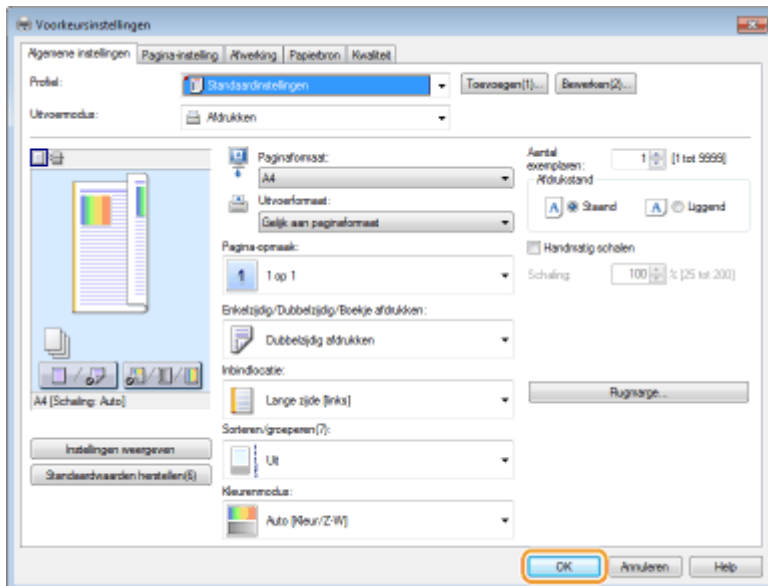 Voorkeursinstellingen
Algemene instellingen Pagina-instelling Afwerking Papierbron Kwaliteit
Profiel: Standaardinstellingen Toevoegen(1)... Bewerken(2)...
Uitvoermodus: Afdrukken
Paginaformaat:
A4
Uitvoerformaat:
Gelijk aan paginaformaat
Pagina-opmaak:
1 1 op 1
Enkelzijdig/Dubbelzijdig/Boekje afdrukken:
Dubbelzijdig afdrukken
Inbindlocatie:
Lange zijde [links]
Sorteren/groeperen(7):
Uit
Kleurenmodus:
Auto [Kleur/Z-W]
Aantal
exemplaren: 1 [1 tot 9999]
Afdrukstand
A Staand A Liggend
Handmatig schalen
Schaling: 100 % [25 tot 200]
Rugmarge...
A4 [Schaling: Auto]
Instellingen weergeven
Standaardwaarden herstellen(6)
OK Annuleren Help